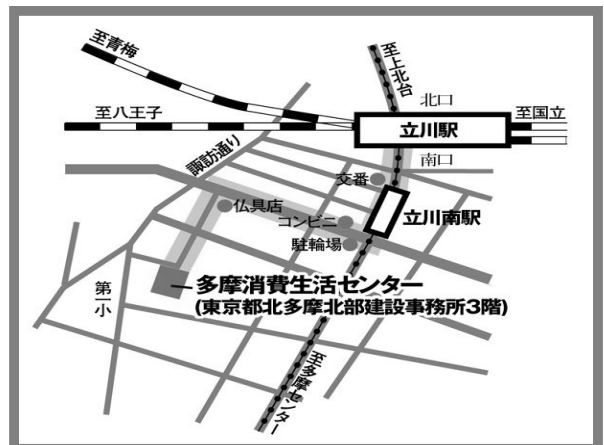 至青梅
至上北台
北口
至八王子
立川駅
至国立
諏訪通り
南口
交番
仏具店
コンビニ
立川南駅
駐輪場
多摩消費生活センター
(東京都北多摩北部建設事務所3階)
第一小
至多摩センター